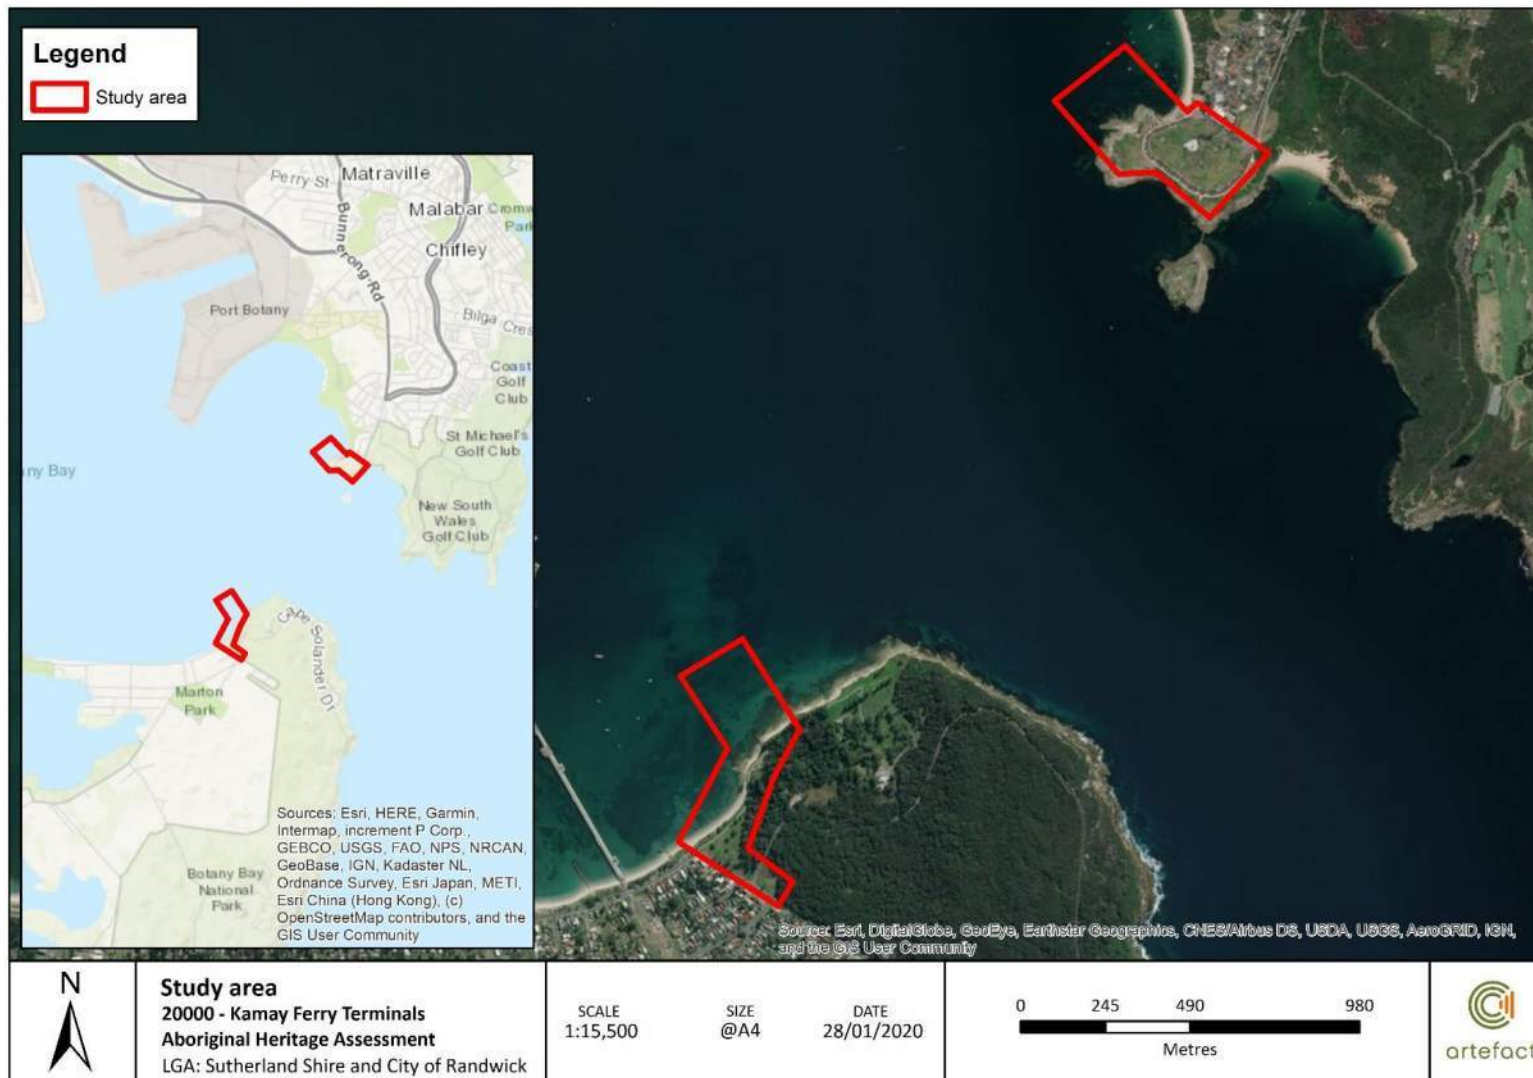 Legend
Study area
Perry St
Matraville
Malabar
Cromw
Park
Chifley
Bunnerong Rd
Port Botany
Bilga Cres
Coast
Golf
Club
St Michael's
Golf Club
ny Bay
New South
Wales
Golf Club
Cape Solander Dr
Marton
Park
Botany Bay
National
Park
Sources: Esri, HERE, Garmin,
Intermap, increment P Corp.,
GEBCO, USGS, FAO, NPS, NRCAN,
GeoBase, IGN, Kadaster NL,
Ordnance Survey, Esri Japan, METI,
Esri China (Hong Kong), (c)
OpenStreetMap contributors, and the
GIS User Community
Source: Esri, DigitalGlobe, GeoEye, Earthstar Geographics, CNES/Airbus DS, USDA, USGS, AeroGRID, IGN,
and the GIS User Community
N
Study area
20000 - Kamay Ferry Terminals
Aboriginal Heritage Assessment
LGA: Sutherland Shire and City of Randwick
SCALE
1:15,500
SIZE
@A4
DATE
28/01/2020
0 245 490 980
Metres
artefact